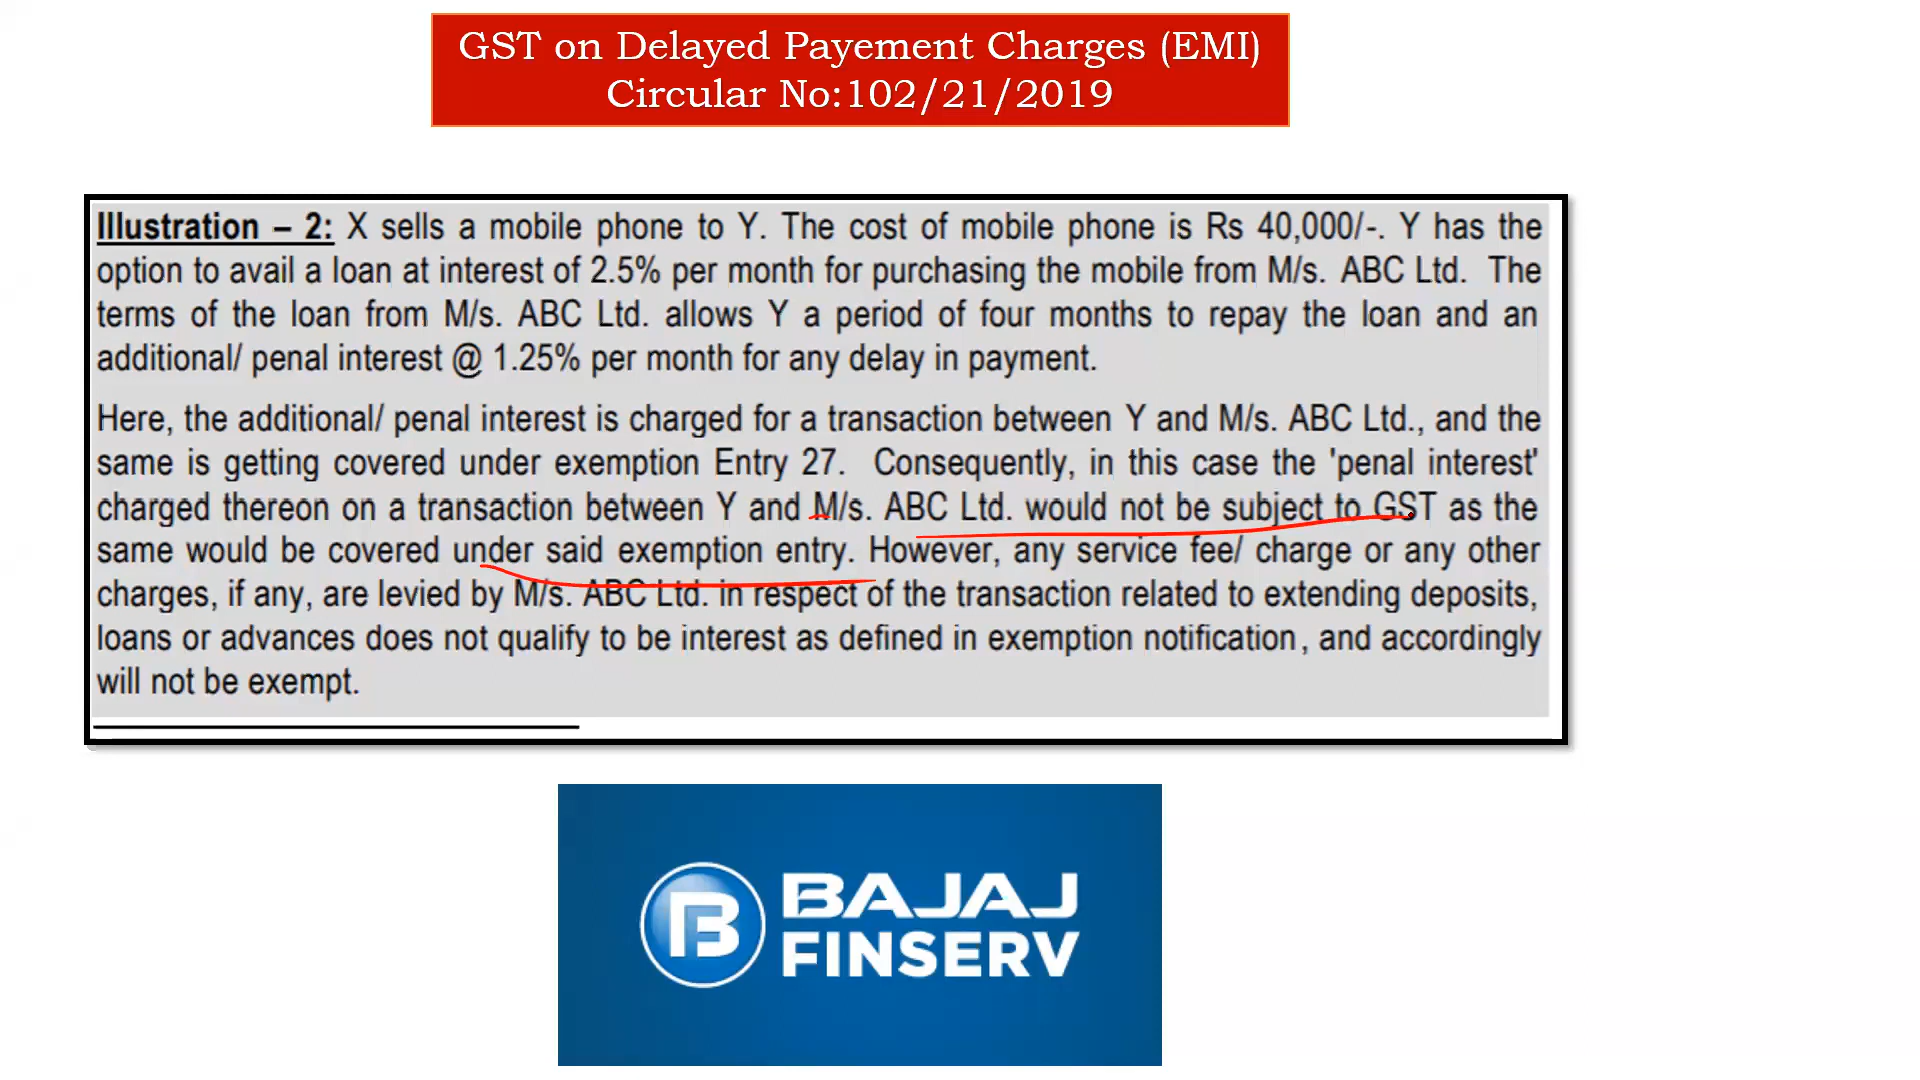 GST on Delayed Payement Charges (EMI)
Circular No:102/21/2019
Illustration – 2: X sells a mobile phone to Y. The cost of mobile phone is Rs 40,000/-. Y has the
option to avail a loan at interest of 2.5% per month for purchasing the mobile from M/s. ABC Ltd. The
terms of the loan from M/s. ABC Ltd. allows Y a period of four months to repay the loan and an
additional/ penal interest @ 1.25% per month for any delay in payment.
Here, the additional/ penal interest is charged for a transaction between Y and M/s. ABC Ltd., and the
same is getting covered under exemption Entry 27. Consequently, in this case the 'penal interest'
charged thereon on a transaction between Y and M/s. ABC Ltd. would not be subject to GST as the
same would be covered under said exemption entry. However, any service fee/ charge or any other
charges, if any, are levied by M/s. ABC Ltd. in respect of the transaction related to extending deposits,
loans or advances does not qualify to be interest as defined in exemption notification, and accordingly
will not be exempt.
BAJAJ
FINSERV